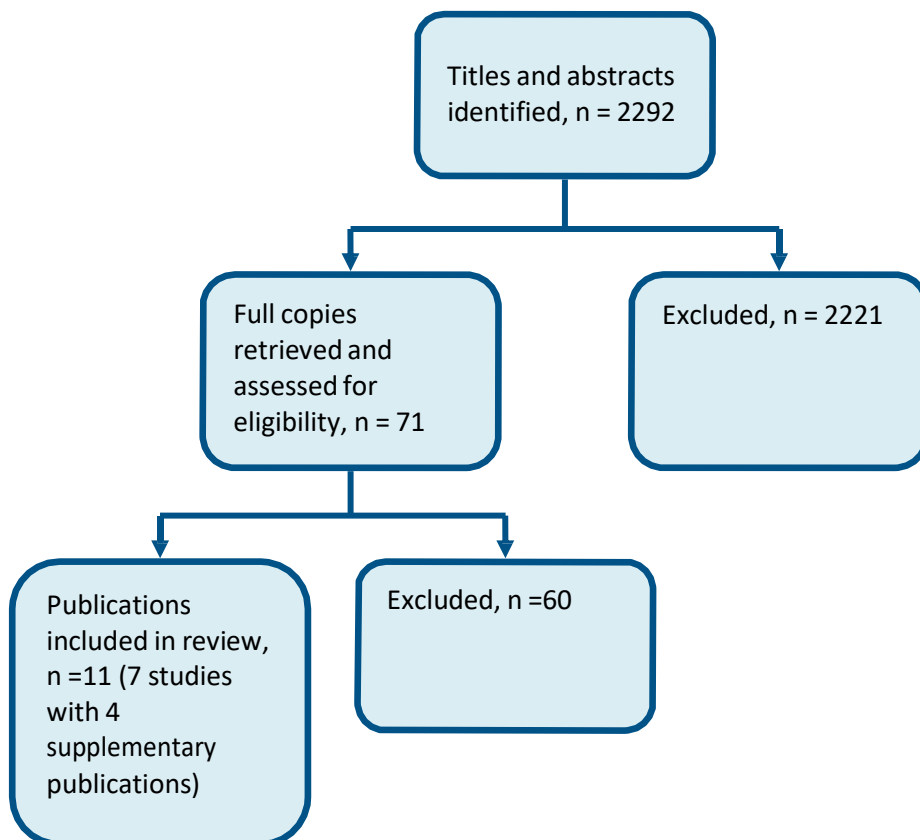 Titles and abstracts
identified, n = 2292
Full copies
retrieved and
assessed for
eligibility, n = 71
Excluded, n = 2221
Publications
included in review,
n =11 (7 studies
with 4
supplementary
publications)
Excluded, n =60